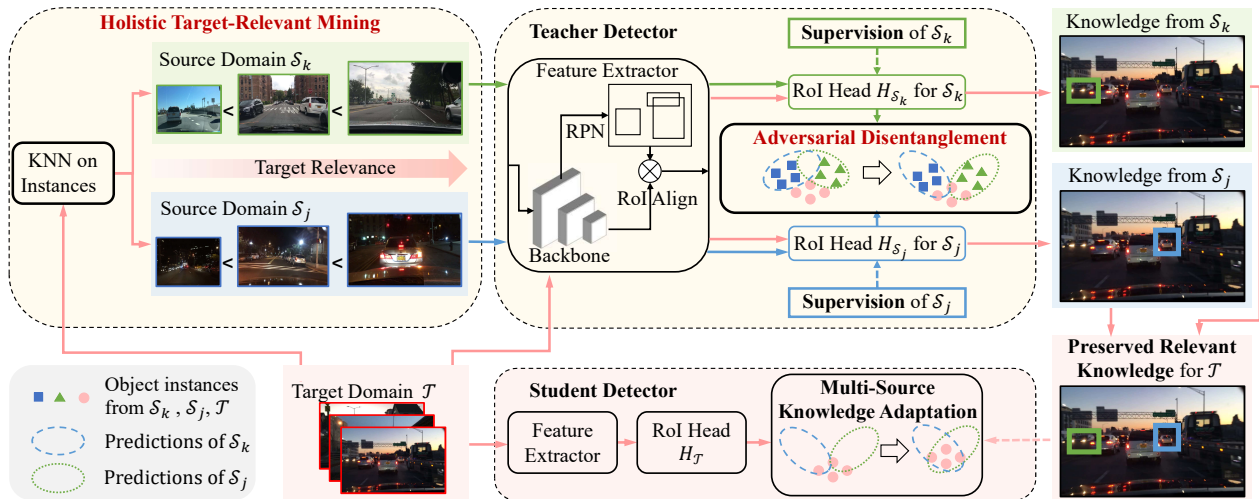 Holistic Target-Relevant Mining
Source Domain 𝒮ₖ
<
<
KNN on
Instances
Target Relevance
Source Domain 𝒮ⱼ
<
<
Teacher Detector
Feature Extractor
RPN
RoI Align
Backbone
Supervision of 𝒮ₖ
RoI Head H𝒮ₖ for 𝒮ₖ
Adversarial Disentanglement
RoI Head H𝒮ⱼ for 𝒮ⱼ
Supervision of 𝒮ⱼ
Knowledge from 𝒮ₖ
Knowledge from 𝒮ⱼ
Preserved Relevant
Knowledge for 𝒯
Object instances
from 𝒮ₖ , 𝒮ⱼ, 𝒯
Predictions of 𝒮ₖ
Predictions of 𝒮ⱼ
Target Domain 𝒯
Student Detector
Feature
Extractor
RoI Head
H𝒯
Multi-Source
Knowledge Adaptation